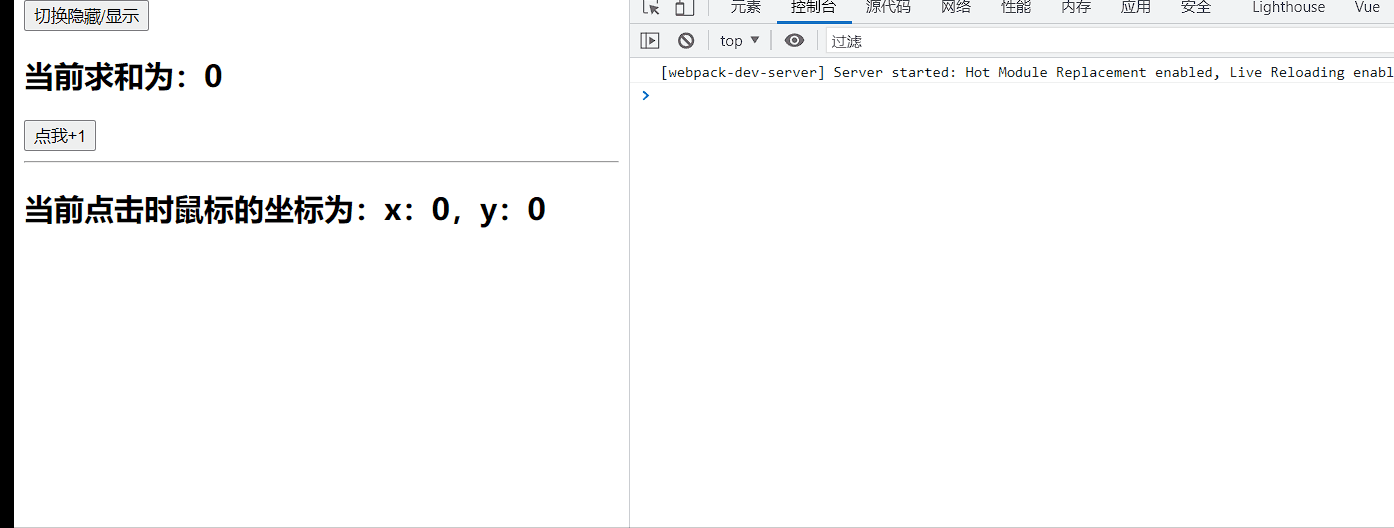 切换隐藏/显示
当前求和为：0
点我+1
当前点击时鼠标的坐标为：x：0，y：0
元素 控制台 源代码 网络 性能 内存 应用 安全 Lighthouse Vue
top ▼ 过滤
[webpack-dev-server] Server started: Hot Module Replacement enabled, Live Reloading enabl
>